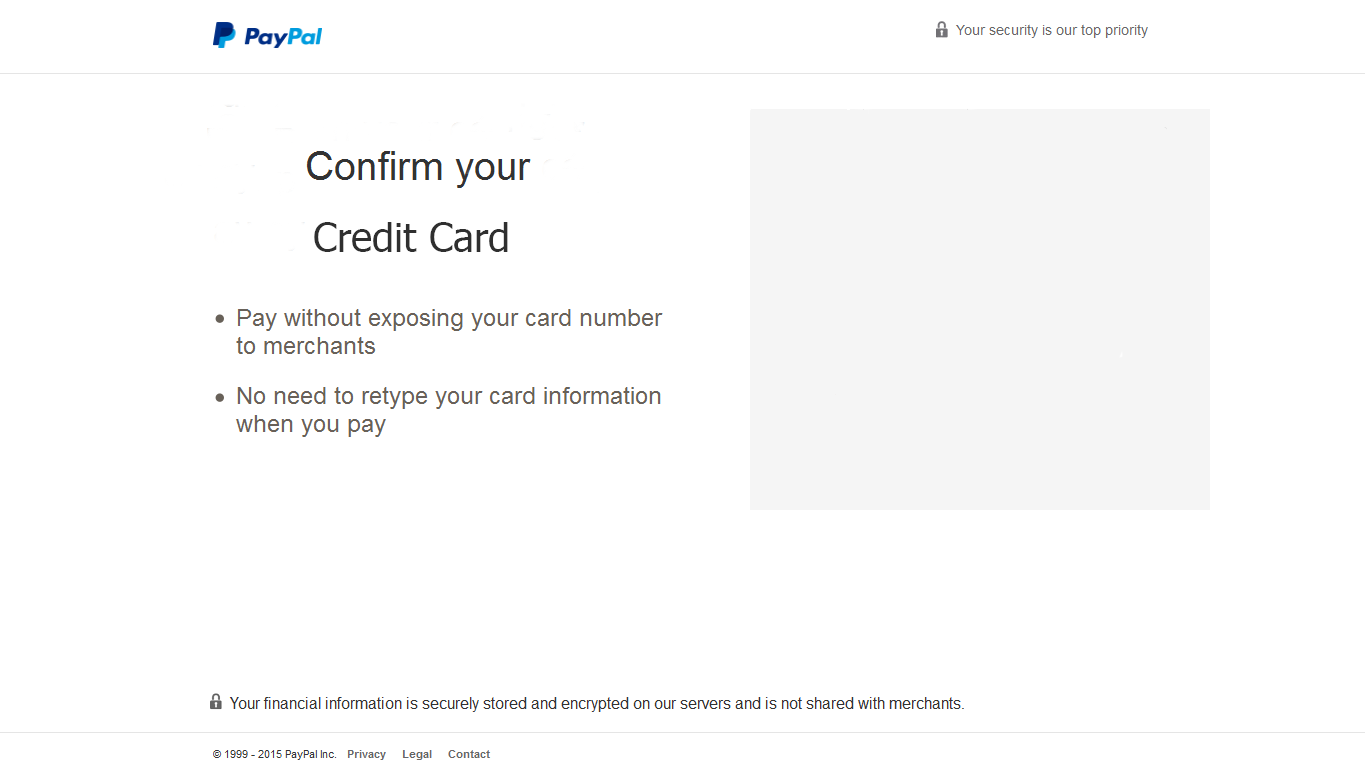 PayPal
Your security is our top priority
Confirm your
Credit Card
• Pay without exposing your card number
to merchants
• No need to retype your card information
when you pay
Your financial information is securely stored and encrypted on our servers and is not shared with merchants.
© 1999 - 2015 PayPal Inc. Privacy Legal Contact